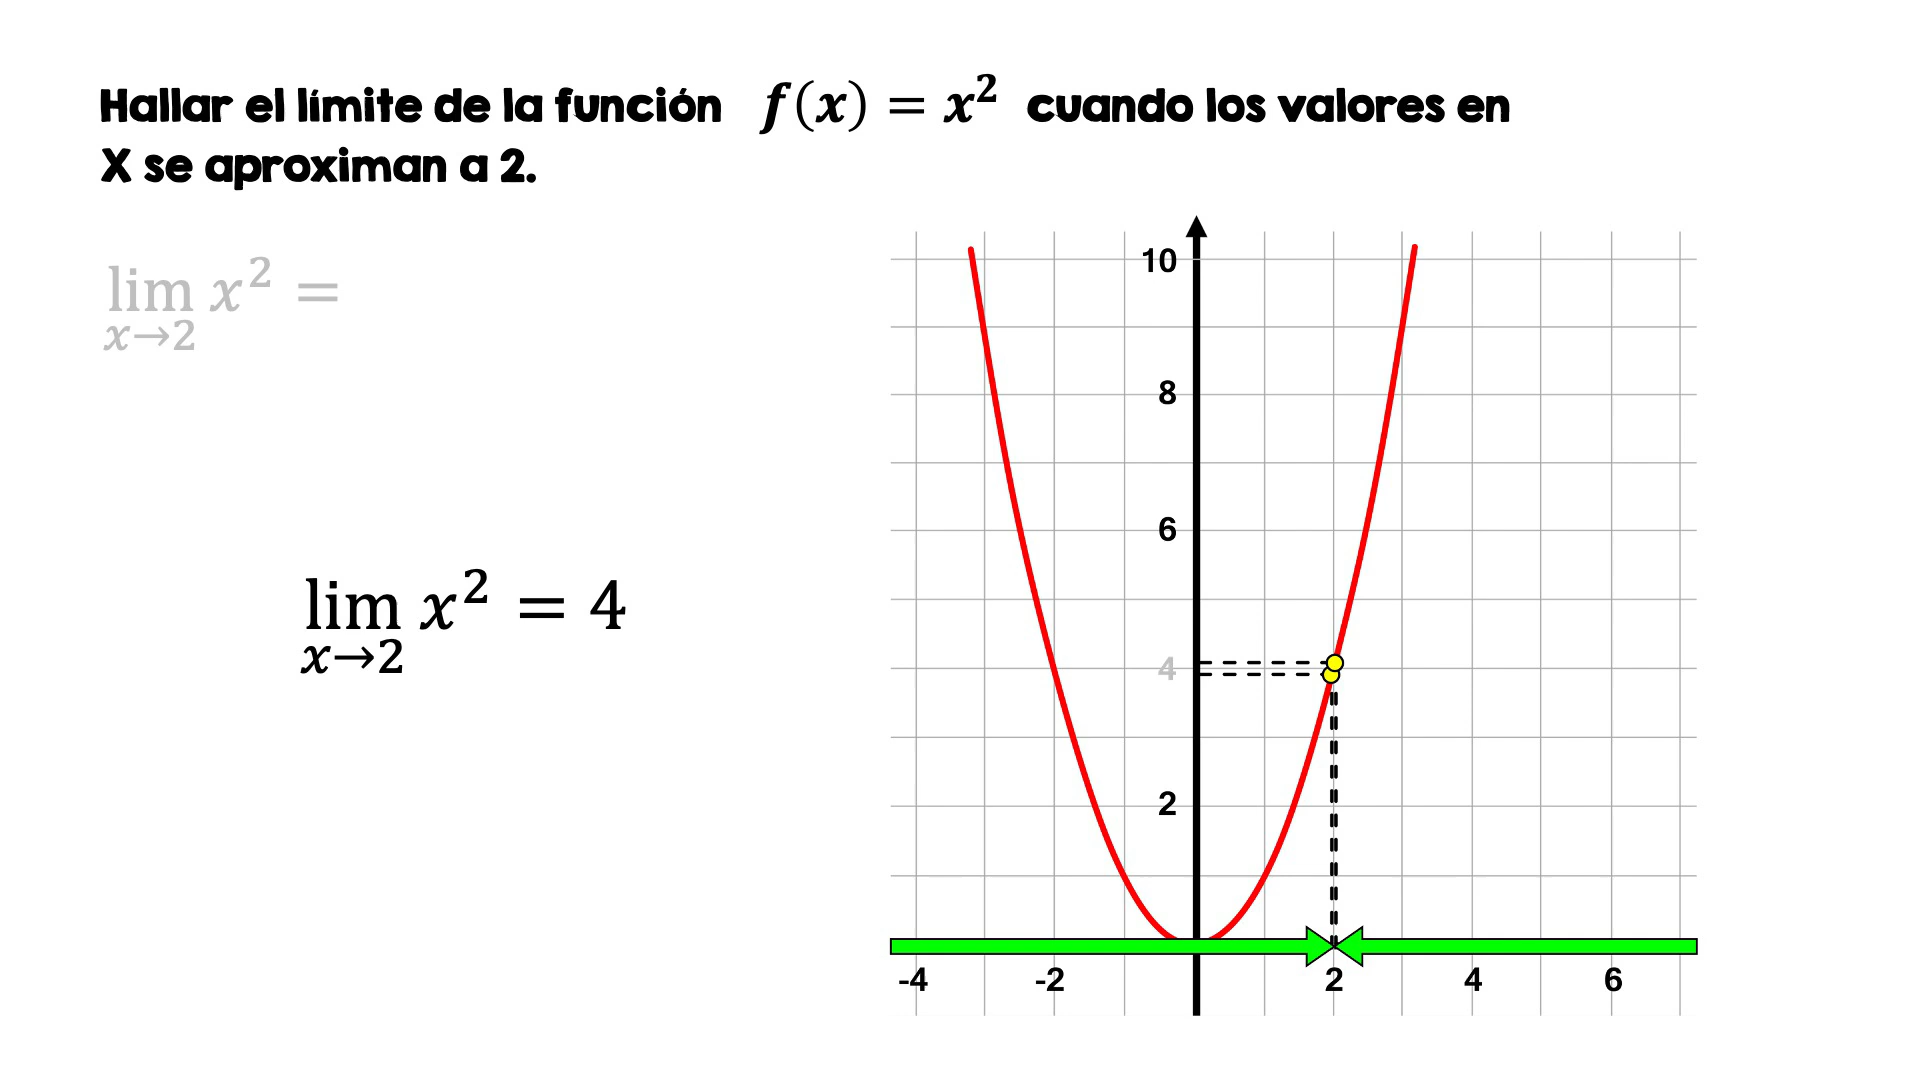 Hallar el límite de la función f(x) = x² cuando los valores en
X se aproximan a 2.
lim x² =
x→2
lim x² = 4
x→2
10
8
6
4
2
-4 -2 2 4 6